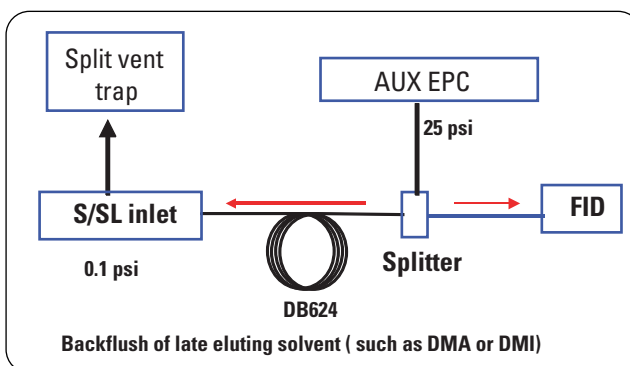 Split vent
trap
AUX EPC
25 psi
S/SL inlet
FID
Splitter
0.1 psi
DB624
Backflush of late eluting solvent ( such as DMA or DMI)